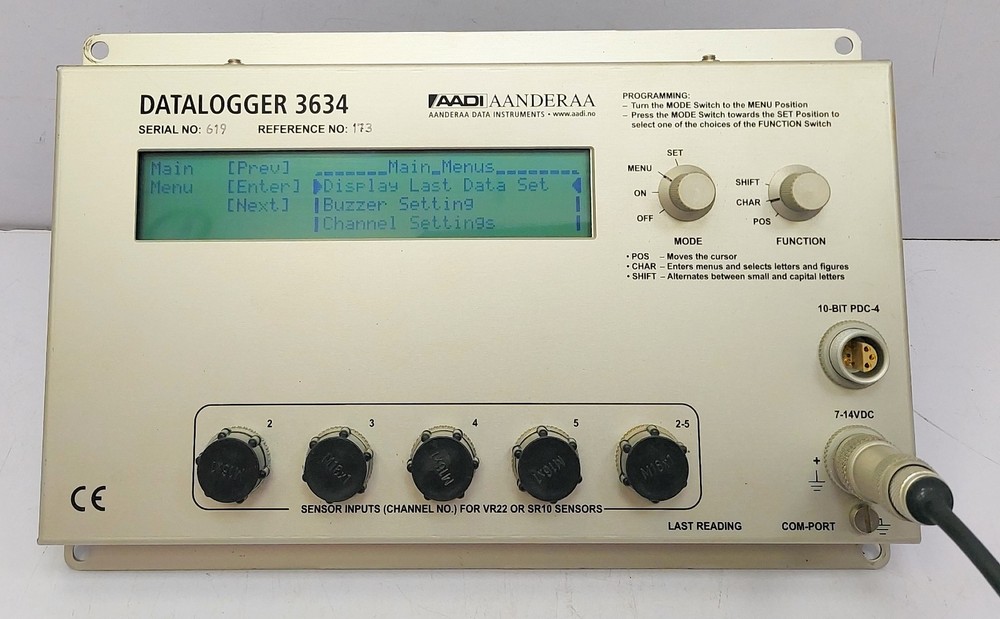 DATALOGGER 3634
SERIAL NO: 619 REFERENCE NO: 173
AADI AANDERAA
AANDERAA DATA INSTRUMENTS • www.aadi.no
PROGRAMMING:
– Turn the MODE Switch to the MENU Position
– Press the MODE Switch towards the SET Position to
select one of the choices of the FUNCTION Switch
Main [Prev] Main Menus
Menu [Enter] Display Last Data Set
[Next] Buzzer Setting
Channel Settings
SET
MENU
ON
OFF
MODE
SHIFT
CHAR
POS
FUNCTION
• POS – Moves the cursor
• CHAR – Enters menus and selects letters and figures
• SHIFT – Alternates between small and capital letters
10-BIT PDC-4
7-14VDC
+
2 3 4 5 2-5
M16x1 M16x1 M16x1 M16x1 M16x1
SENSOR INPUTS (CHANNEL NO.) FOR VR22 OR SR10 SENSORS
CE
LAST READING COM-PORT